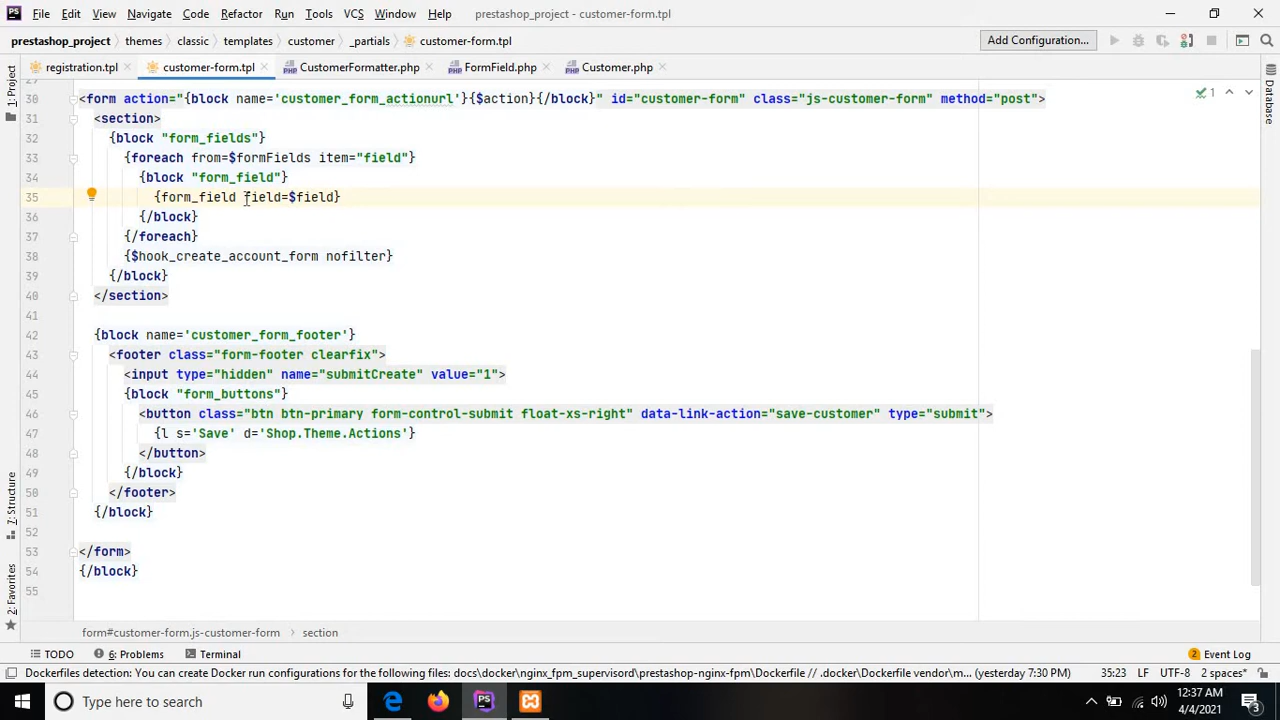 File Edit View Navigate Code Refactor Run Tools VCS Window Help prestashop_project - customer-form.tpl
prestashop_project themes classic templates customer _partials customer-form.tpl Add Configuration...
registration.tpl customer-form.tpl CustomerFormatter.php FormField.php Customer.php
1: Project
Database
7: Structure
2: Favorites
1
30 <form action="{block name='customer_form_actionurl'}{$action}{/block}" id="customer-form" class="js-customer-form" method="post">
31 <section>
32 {block "form_fields"}
33 {foreach from=$formFields item="field"}
34 {block "form_field"}
35 {form_field field=$field}
36 {/block}
37 {/foreach}
38 {$hook_create_account_form nofilter}
39 {/block}
40 </section>
41
42 {block name='customer_form_footer'}
43 <footer class="form-footer clearfix">
44 <input type="hidden" name="submitCreate" value="1">
45 {block "form_buttons"}
46 <button class="btn btn-primary form-control-submit float-xs-right" data-link-action="save-customer" type="submit">
47 {l s='Save' d='Shop.Theme.Actions'}
48 </button>
49 {/block}
50 </footer>
51 {/block}
52
53 </form>
54 {/block}
55
form#customer-form.js-customer-form section
TODO 6: Problems Terminal 2 Event Log
Dockerfiles detection: You can create Docker run configurations for the following files: docs\docker\nginx_fpm_supervisord\prestashop-nginx-fpm\Dockerfile // .docker\Dockerfile vendor\m... (yesterday 7:30 PM) 35:23 LF UTF-8 2 spaces
Type here to search
12:37 AM
4/4/2021
3